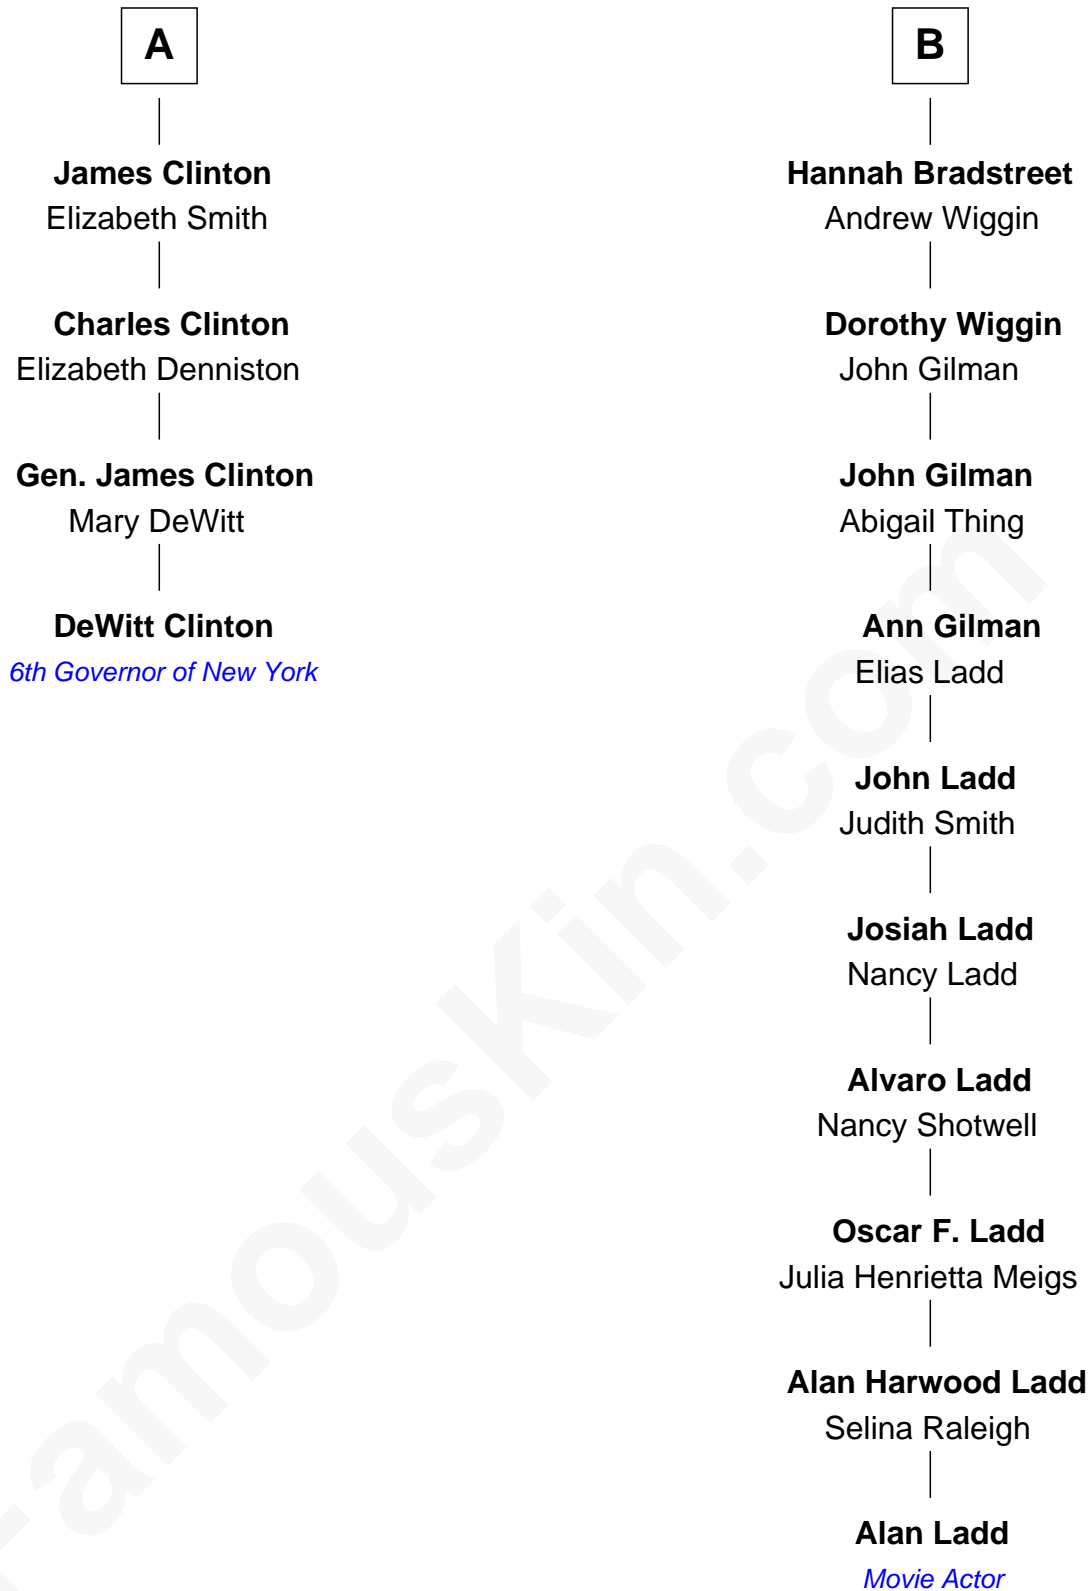 A
James Clinton
Elizabeth Smith
Charles Clinton
Elizabeth Denniston
Gen. James Clinton
Mary DeWitt
DeWitt Clinton
6th Governor of New York
B
Hannah Bradstreet
Andrew Wiggin
Dorothy Wiggin
John Gilman
John Gilman
Abigail Thing
Ann Gilman
Elias Ladd
John Ladd
Judith Smith
Josiah Ladd
Nancy Ladd
Alvaro Ladd
Nancy Shotwell
Oscar F. Ladd
Julia Henrietta Meigs
Alan Harwood Ladd
Selina Raleigh
Alan Ladd
Movie Actor
FamousKin.com